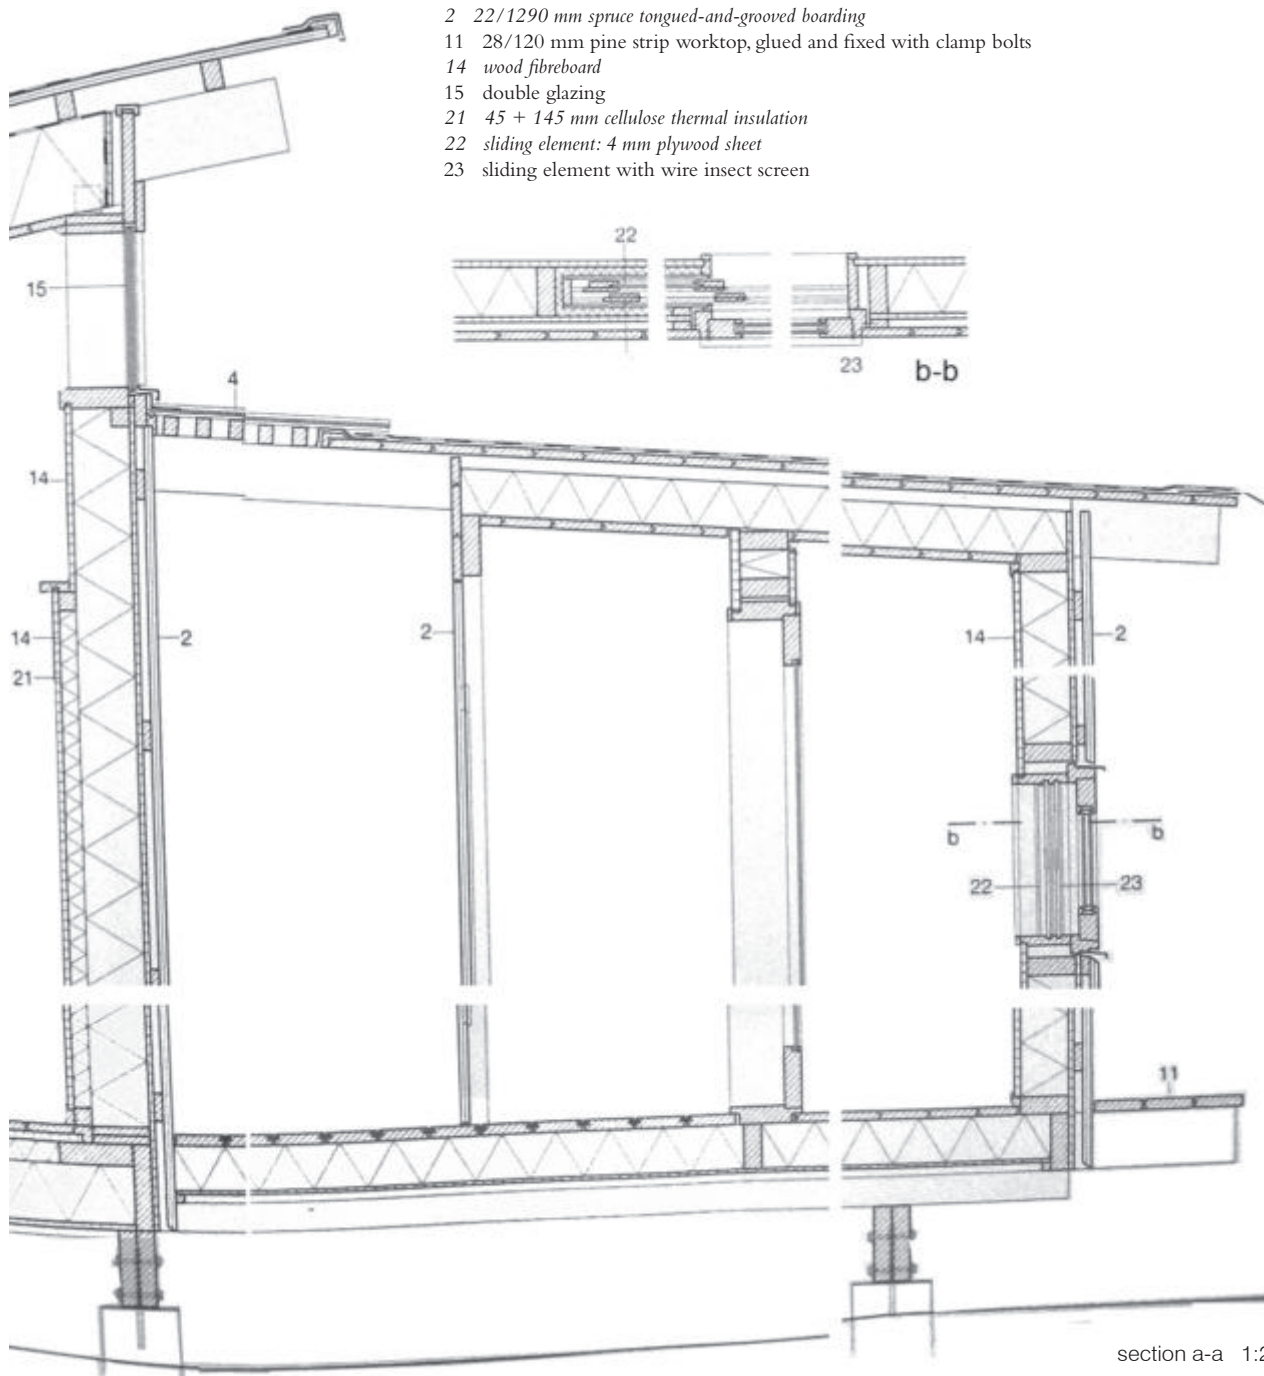 2 22/1290 mm spruce tongued-and-grooved boarding
11 28/120 mm pine strip worktop, glued and fixed with clamp bolts
14 wood fibreboard
15 double glazing
21 45 + 145 mm cellulose thermal insulation
22 sliding element: 4 mm plywood sheet
23 sliding element with wire insect screen
22
15
23
b-b
4
14
14
2
2
14
2
21
b
b
22
23
11
section a-a 1:2